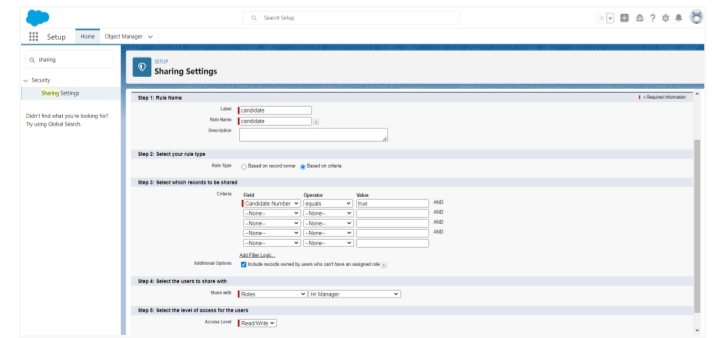 Search Setup
Setup Home Object Manager
sharing
Security
Sharing Settings
Didn't find what you're looking for?
Try using Global Search.
SETUP
Sharing Settings
Step 1: Rule Name
= Required Information
Label candidate
Rule Name candidate i
Description
Step 2: Select your rule type
Rule Type Based on record owner Based on criteria
Step 3: Select which records to be shared
Criteria Field Operator Value
Candidate Number equals true AND
--None-- --None-- AND
--None-- --None-- AND
--None-- --None-- AND
--None-- --None--
Add Filter Logic...
Additional Options Include records owned by users who can't have an assigned role i
Step 4: Select the users to share with
Share with Roles Hr Manager
Step 5: Select the level of access for the users
Access Level Read/Write